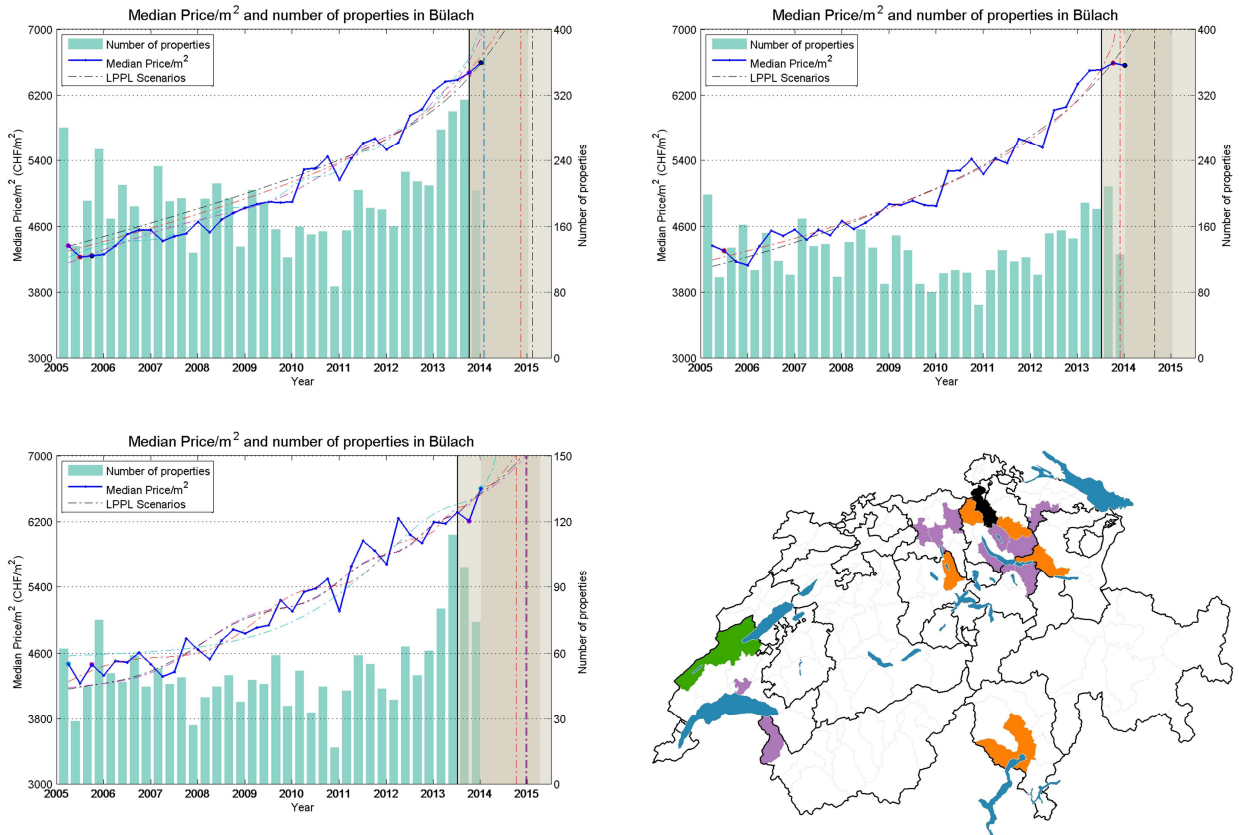 Median Price/m² and number of properties in Bülach
7000
6200
5400
4600
3800
3000
Median Price/m² (CHF/m²)
Number of properties
Median Price/m²
LPPL Scenarios
400
320
240
160
80
0
Number of properties
2005 2006 2007 2008 2009 2010 2011 2012 2013 2014 2015
Year
Median Price/m² and number of properties in Bülach
7000
6200
5400
4600
3800
3000
Median Price/m² (CHF/m²)
Number of properties
Median Price/m²
LPPL Scenarios
400
320
240
160
80
0
Number of properties
2005 2006 2007 2008 2009 2010 2011 2012 2013 2014 2015
Year
Median Price/m² and number of properties in Bülach
7000
6200
5400
4600
3800
3000
Median Price/m² (CHF/m²)
Number of properties
Median Price/m²
LPPL Scenarios
150
120
90
60
30
0
Number of properties
2005 2006 2007 2008 2009 2010 2011 2012 2013 2014 2015
Year